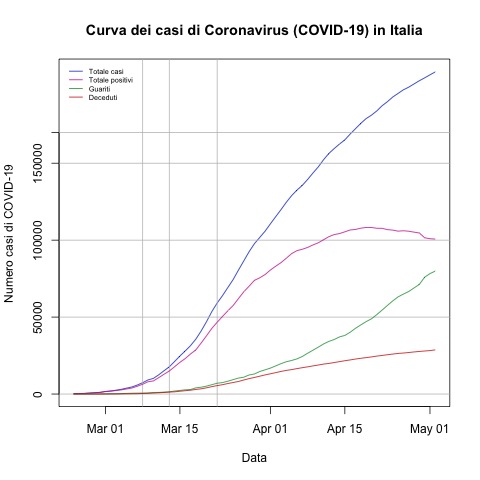 Curva dei casi di Coronavirus (COVID-19) in Italia
Totale casi
Totale positivi
Guariti
Deceduti
Numero casi di COVID-19
150000
100000
50000
0
Mar 01 Mar 15 Apr 01 Apr 15 May 01
Data